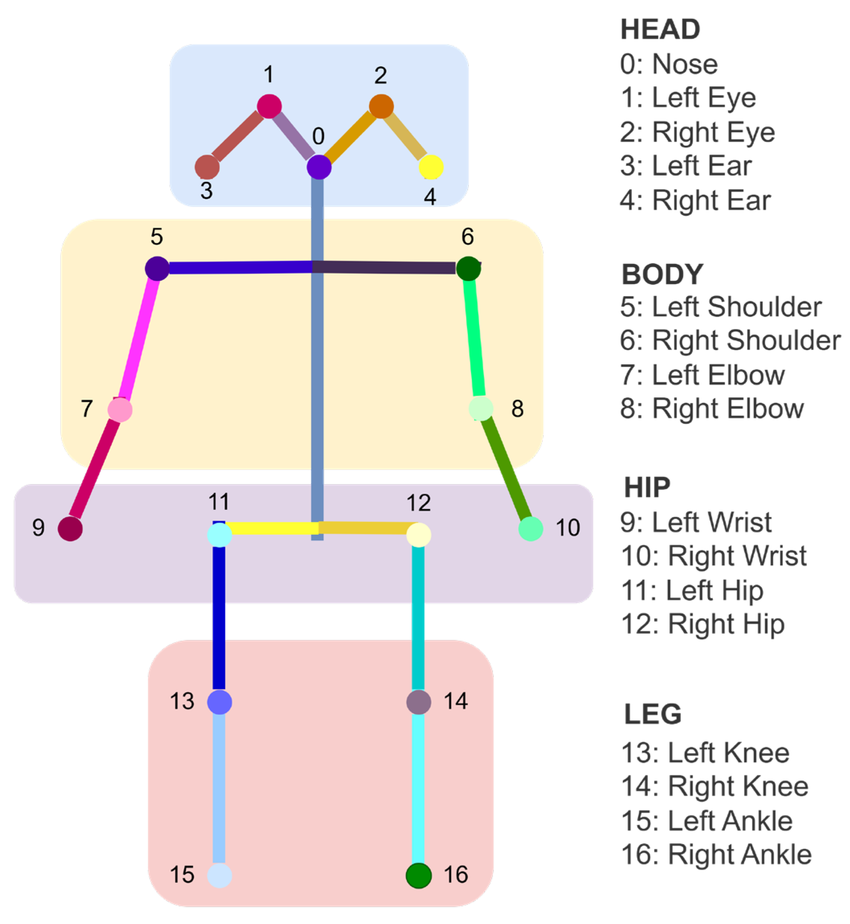 1
2
0
3
4
5
6
7
8
9
11
12
10
13
14
15
16
HEAD
0: Nose
1: Left Eye
2: Right Eye
3: Left Ear
4: Right Ear
BODY
5: Left Shoulder
6: Right Shoulder
7: Left Elbow
8: Right Elbow
HIP
9: Left Wrist
10: Right Wrist
11: Left Hip
12: Right Hip
LEG
13: Left Knee
14: Right Knee
15: Left Ankle
16: Right Ankle